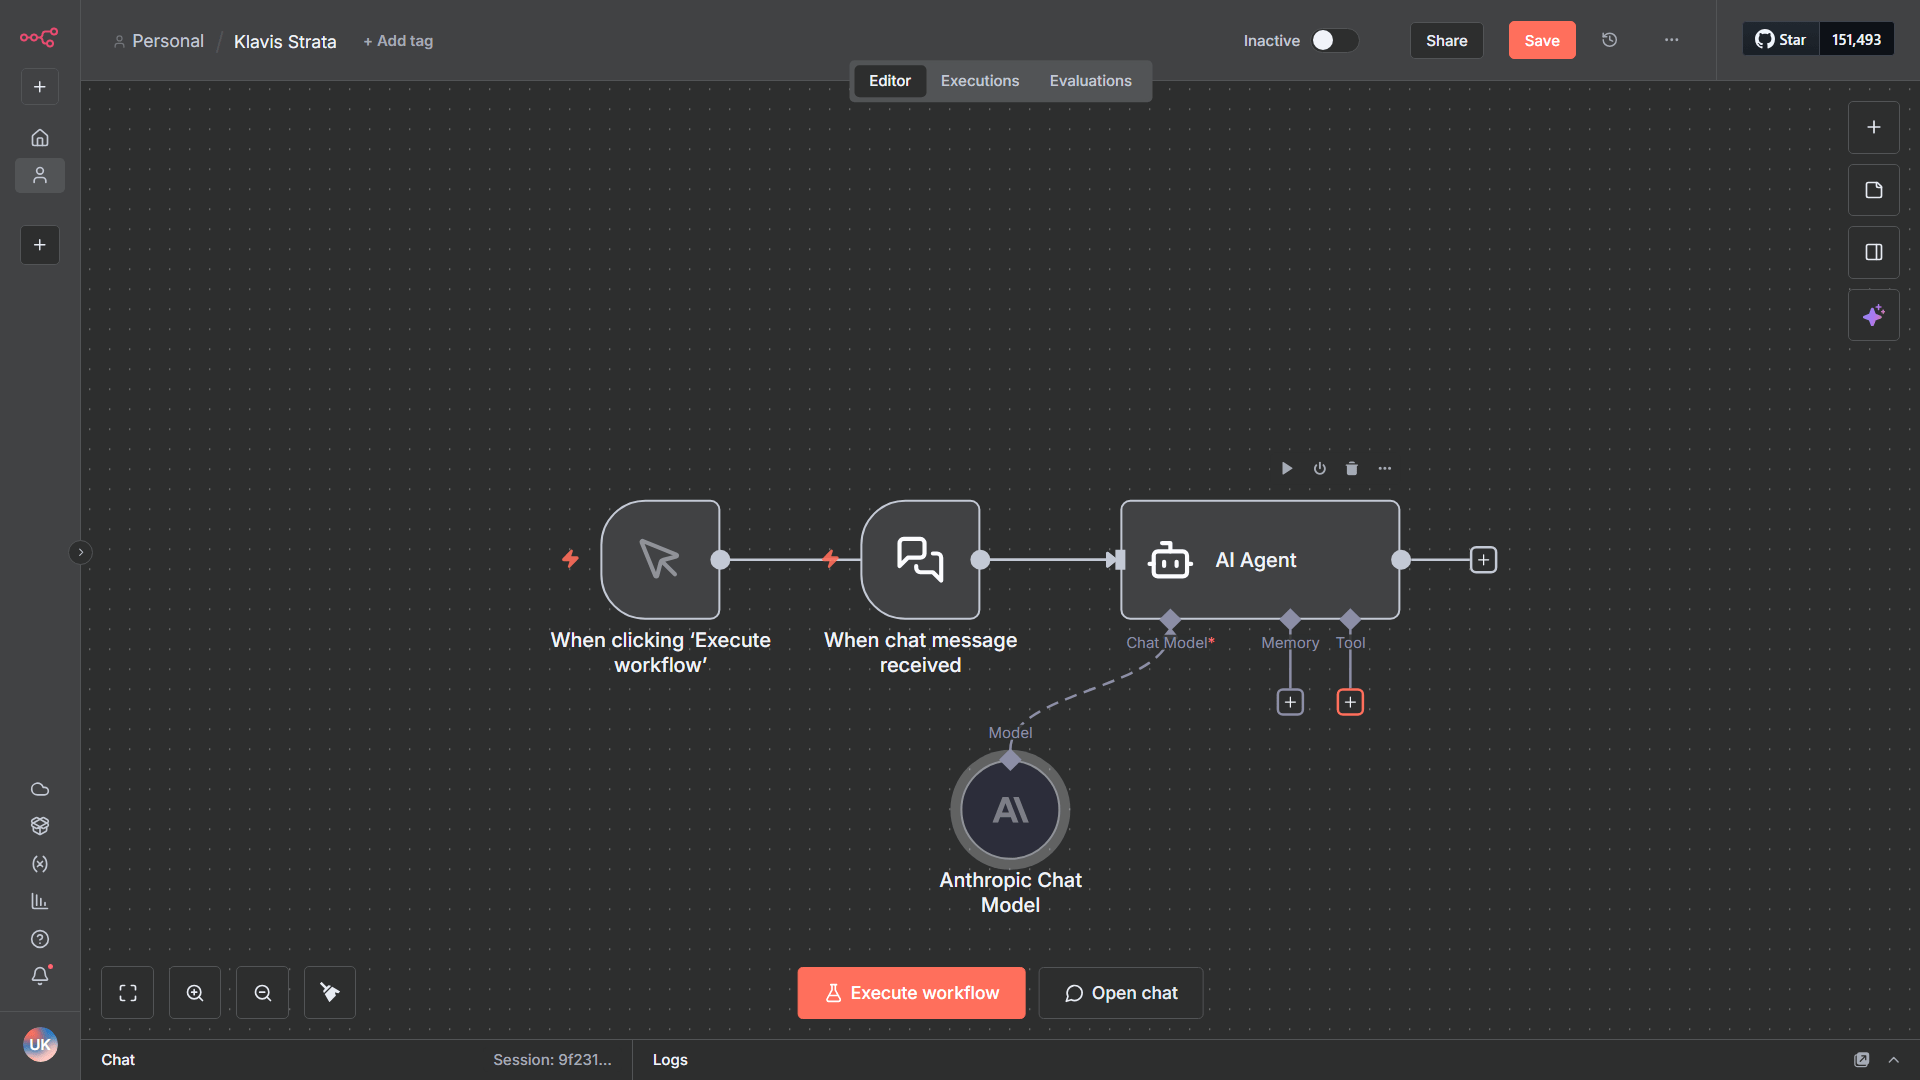 Personal / Klavis Strata + Add tag
Inactive
Share
Save
Star 151,493
Editor Executions Evaluations
AI Agent
When clicking ‘Execute
workflow’
When chat message
received
Chat Model*
Memory
Tool
Model
Anthropic Chat
Model
Execute workflow
Open chat
UK
Chat
Session: 9f231...
Logs